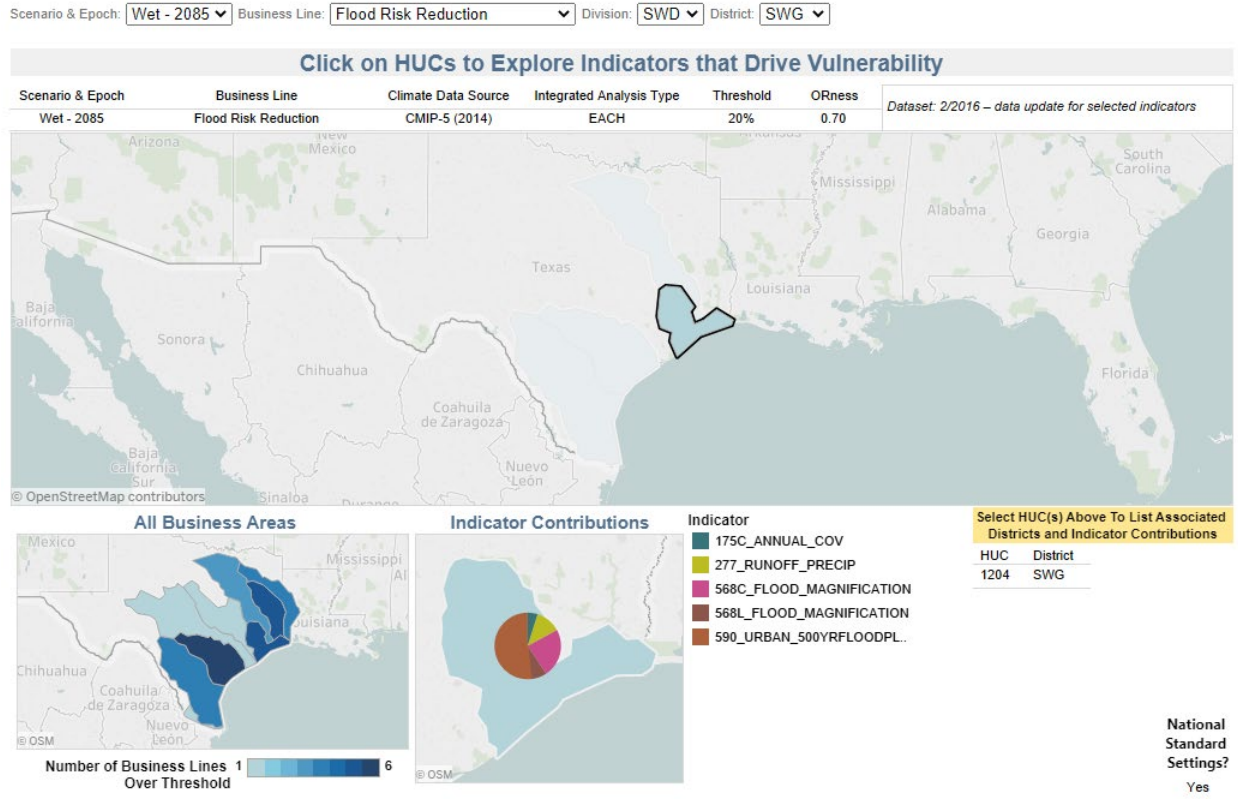 Scenario & Epoch: Wet - 2085 Business Line: Flood Risk Reduction Division: SWD District: SWG
Click on HUCs to Explore Indicators that Drive Vulnerability
Scenario & Epoch Business Line Climate Data Source Integrated Analysis Type Threshold ORness
Dataset: 2/2016 – data update for selected indicators
Wet - 2085 Flood Risk Reduction CMIP-5 (2014) EACH 20% 0.70
Arizona
New
Mexico
Arkansas
South
Carolina
Mississippi
Alabama
Georgia
Texas
Louisiana
Baja
California
Sonora
Chihuahua
Florida
Coahuila
de Zaragoza
Baja
California
Sur
Nuevo
León
Sinaloa
Durango
© OpenStreetMap contributors
All Business Areas
Mexico
Mississippi
Al
Louisiana
Chihuahua
Coahuila
de Zaragoza
Nuevo
León
© OSM
Number of Business Lines 1 6
Over Threshold
Indicator Contributions
© OSM
Indicator
175C_ANNUAL_COV
277_RUNOFF_PRECIP
568C_FLOOD_MAGNIFICATION
568L_FLOOD_MAGNIFICATION
590_URBAN_500YRFLOODPL..
Select HUC(s) Above To List Associated
Districts and Indicator Contributions
HUC District
1204 SWG
National
Standard
Settings?
Yes